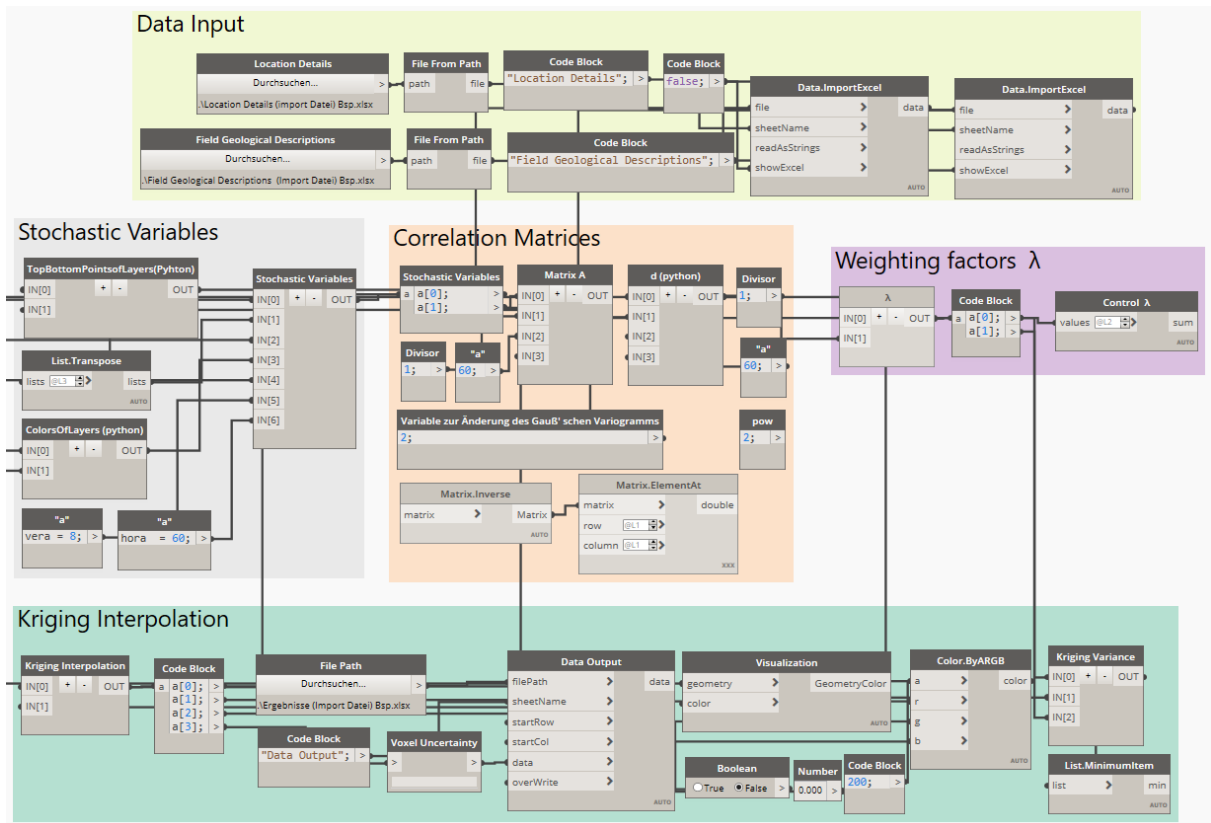 Data Input
Location Details
Durchsuchen...
>
.\Location Details (import Datei) Bsp.xlsx
File From Path
path file
Code Block
"Location Details"; >
Code Block
false; >
Data.ImportExcel
file > data
sheetName >
readAsStrings >
showExcel >
AUTO
Data.ImportExcel
file > data
sheetName >
readAsStrings >
showExcel >
AUTO
Field Geological Descriptions
Durchsuchen...
>
.\Field Geological Descriptions (Import Datei) Bsp.xlsx
File From Path
path file
Code Block
"Field Geological Descriptions"; >
Stochastic Variables
TopBottomPointsofLayers(Pyhton)
IN[0] + - OUT
IN[1]
List.Transpose
lists @L3 > lists
AUTO
ColorsOfLayers (python)
IN[0] + - OUT
IN[1]
"a"
vera = 8; >
"a"
hora = 60; >
Stochastic Variables
IN[0] + - OUT
IN[1]
IN[2]
IN[3]
IN[4]
IN[5]
IN[6]
Correlation Matrices
Stochastic Variables
a a[0]; >
a[1]; >
Matrix A
IN[0] + - OUT
IN[1]
IN[2]
IN[3]
d (python)
IN[0] + - OUT
IN[1]
IN[2]
IN[3]
Divisor
1; >
Divisor
1; >
"a"
60; >
"a"
60; >
Variable zur Änderung des Gauß' schen Variogramms
2; >
pow
2; >
Matrix.Inverse
matrix > Matrix
AUTO
Matrix.ElementAt
matrix > double
row @L1 >
column @L1 >
xxx
Weighting factors λ
λ
IN[0] + - OUT
IN[1]
Code Block
a a[0]; >
a[1]; >
Control λ
values @L2 > sum
AUTO
Kriging Interpolation
Kriging Interpolation
IN[0] + - OUT
IN[1]
Code Block
a a[0]; >
a[1]; >
a[2]; >
a[3]; >
File Path
Durchsuchen...
>
.\Ergebnisse (Import Datei) Bsp.xlsx
Code Block
"Data Output"; >
Voxel Uncertainty
> >
Data Output
filePath > data
sheetName >
startRow >
startCol >
data >
overWrite >
AUTO
Visualization
geometry > GeometryColor
color >
AUTO
Boolean
True False >
Number
0.000 >
Code Block
200; >
Color.ByARGB
a > color
r >
g >
b >
AUTO
Kriging Variance
IN[0] + - OUT
IN[1]
IN[2]
List.MinimumItem
list > min
AUTO